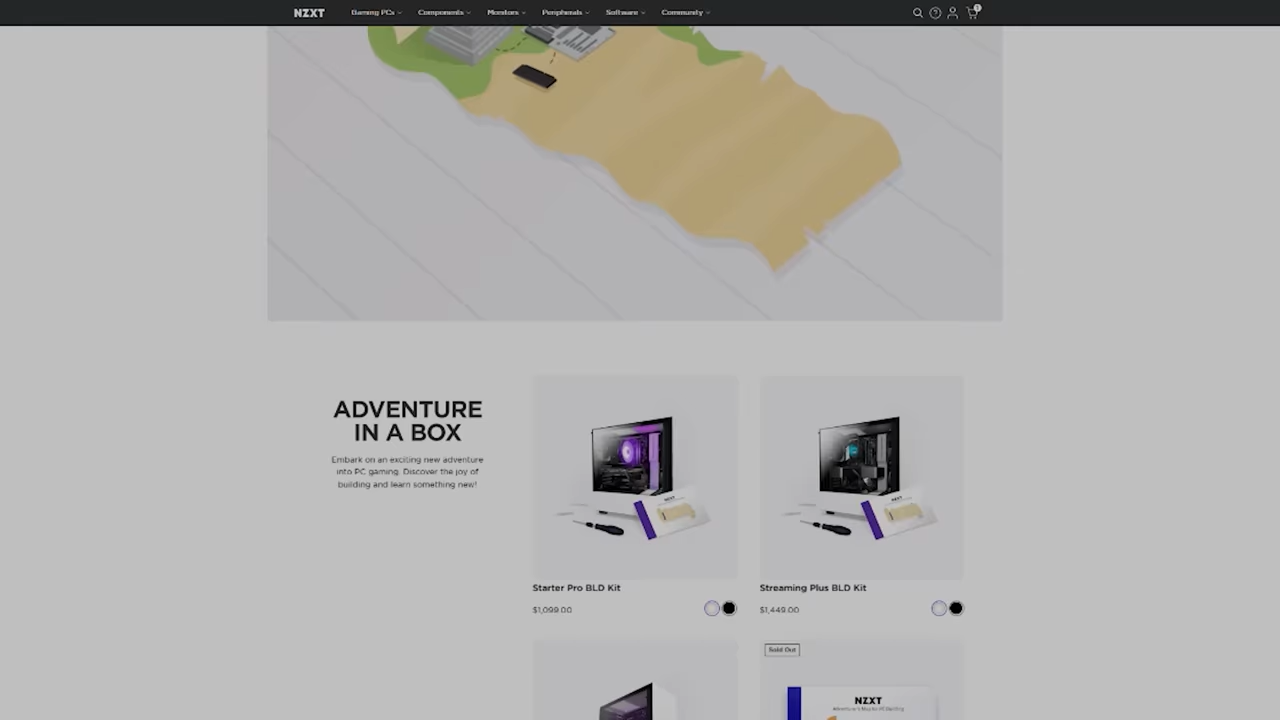 NZXT Gaming PCs Components Monitors Peripherals Software Community
ADVENTURE
IN A BOX
Embark on an exciting new adventure
into PC gaming. Discover the joy of
building and learn something new!
NZXT
NZXT
Starter Pro BLD Kit
$1,099.00
Streaming Plus BLD Kit
$1,449.00
Sold Out
NZXT